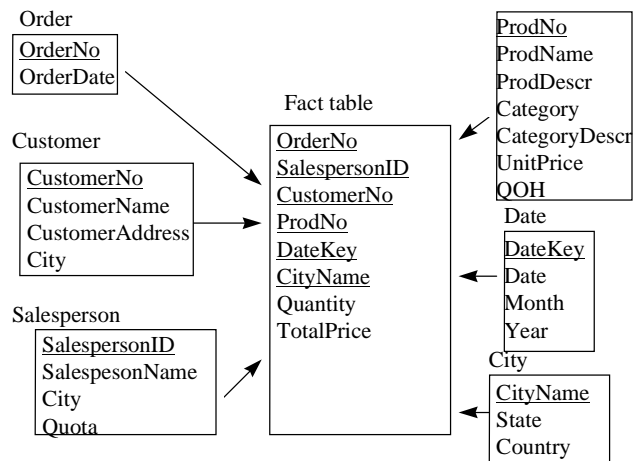 Order
OrderNo
OrderDate
Customer
CustomerNo
CustomerName
CustomerAddress
City
Salesperson
SalespersonID
SalespesonName
City
Quota
Fact table
OrderNo
SalespersonID
CustomerNo
ProdNo
DateKey
CityName
Quantity
TotalPrice
ProdNo
ProdName
ProdDescr
Category
CategoryDescr
UnitPrice
QOH
Date
DateKey
Date
Month
Year
City
CityName
State
Country